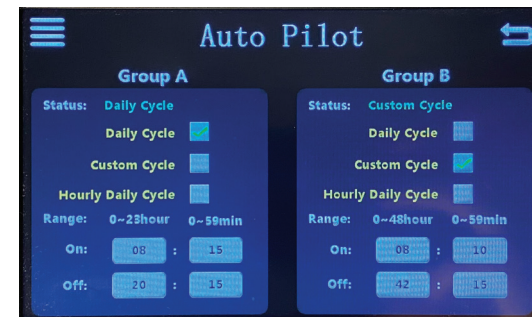 Auto Pilot
Group A
Status: Daily Cycle
Daily Cycle
Custom Cycle
Hourly Daily Cycle
Range: 0~23hour 0~59min
On: 08 : 15
Off: 20 : 15
Group B
Status: Custom Cycle
Daily Cycle
Custom Cycle
Hourly Daily Cycle
Range: 0~48hour 0~59min
On: 08 : 10
Off: 42 : 15